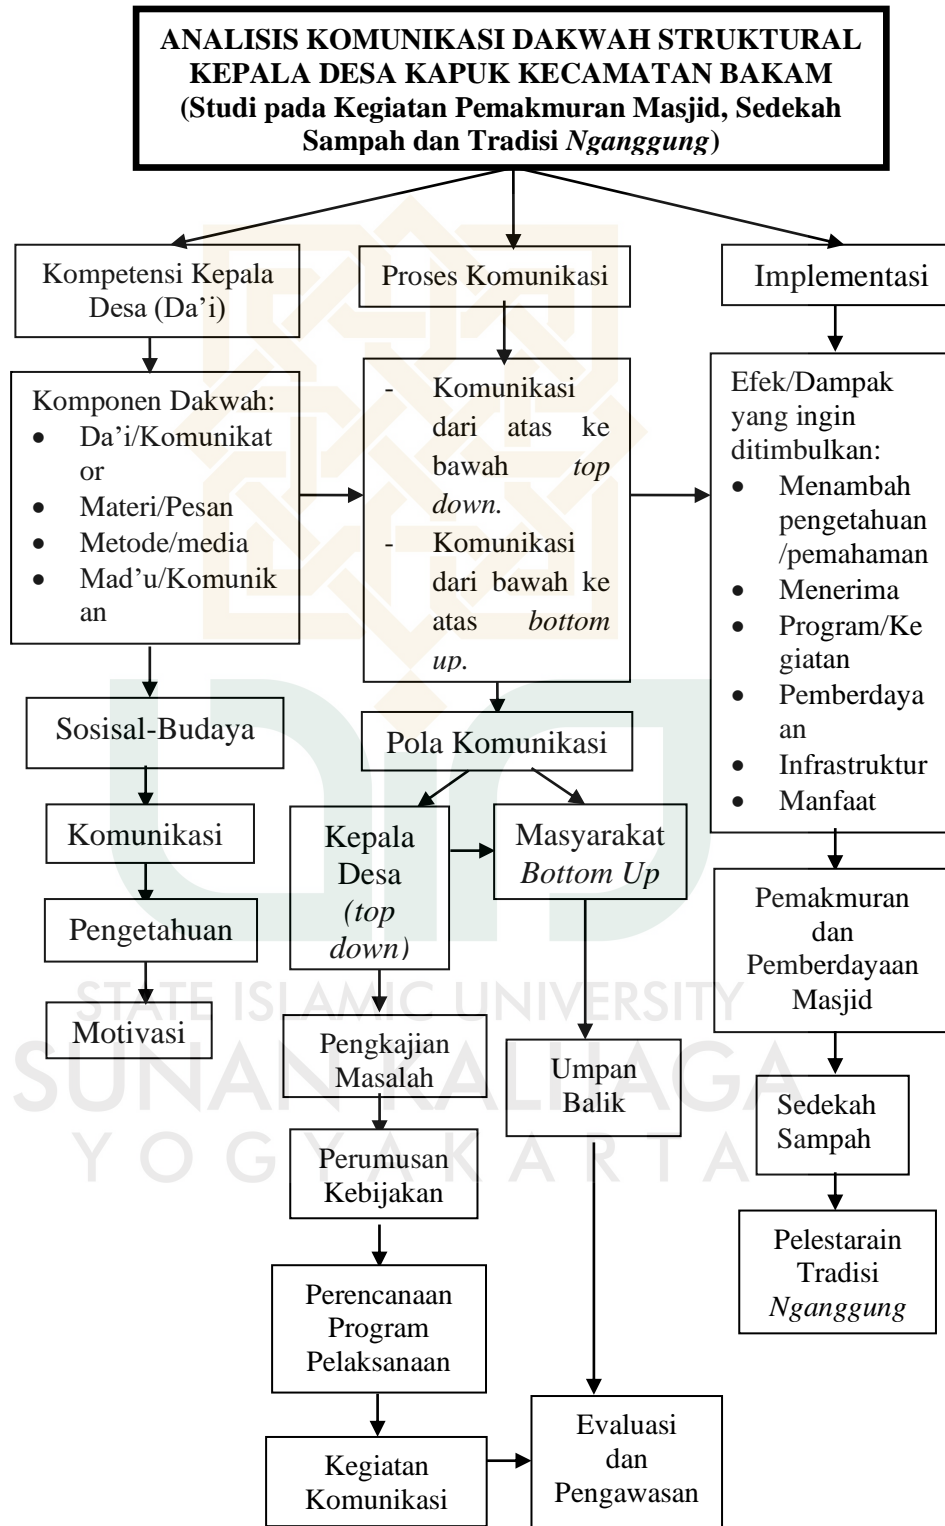 ANALISIS KOMUNIKASI DAKWAH STRUKTURAL
KEPALA DESA KAPUK KECAMATAN BAKAM
(Studi pada Kegiatan Pemakmuran Masjid, Sedekah
Sampah dan Tradisi Nganggung)
Kompetensi Kepala
Desa (Da’i)
Komponen Dakwah:
• Da’i/Komunikat
or
• Materi/Pesan
• Metode/media
• Mad’u/Komunik
an
Sosisal-Budaya
Komunikasi
Pengetahuan
Motivasi
Proses Komunikasi
- Komunikasi
dari atas ke
bawah top
down.
- Komunikasi
dari bawah ke
atas bottom
up.
Pola Komunikasi
Kepala
Desa
(top
down)
Pengkajian
Masalah
Perumusan
Kebijakan
Perencanaan
Program
Pelaksanaan
Kegiatan
Komunikasi
Masyarakat
Bottom Up
Umpan
Balik
Evaluasi
dan
Pengawasan
Implementasi
Efek/Dampak
yang ingin
ditimbulkan:
• Menambah
pengetahuan
/pemahaman
• Menerima
• Program/Ke
giatan
• Pemberdaya
an
• Infrastruktur
• Manfaat
Pemakmuran
dan
Pemberdayaan
Masjid
Sedekah
Sampah
Pelestarain
Tradisi
Nganggung
STATE ISLAMIC UNIVERSITY
SUNAN KALIJAGA
YOGYAKARTA